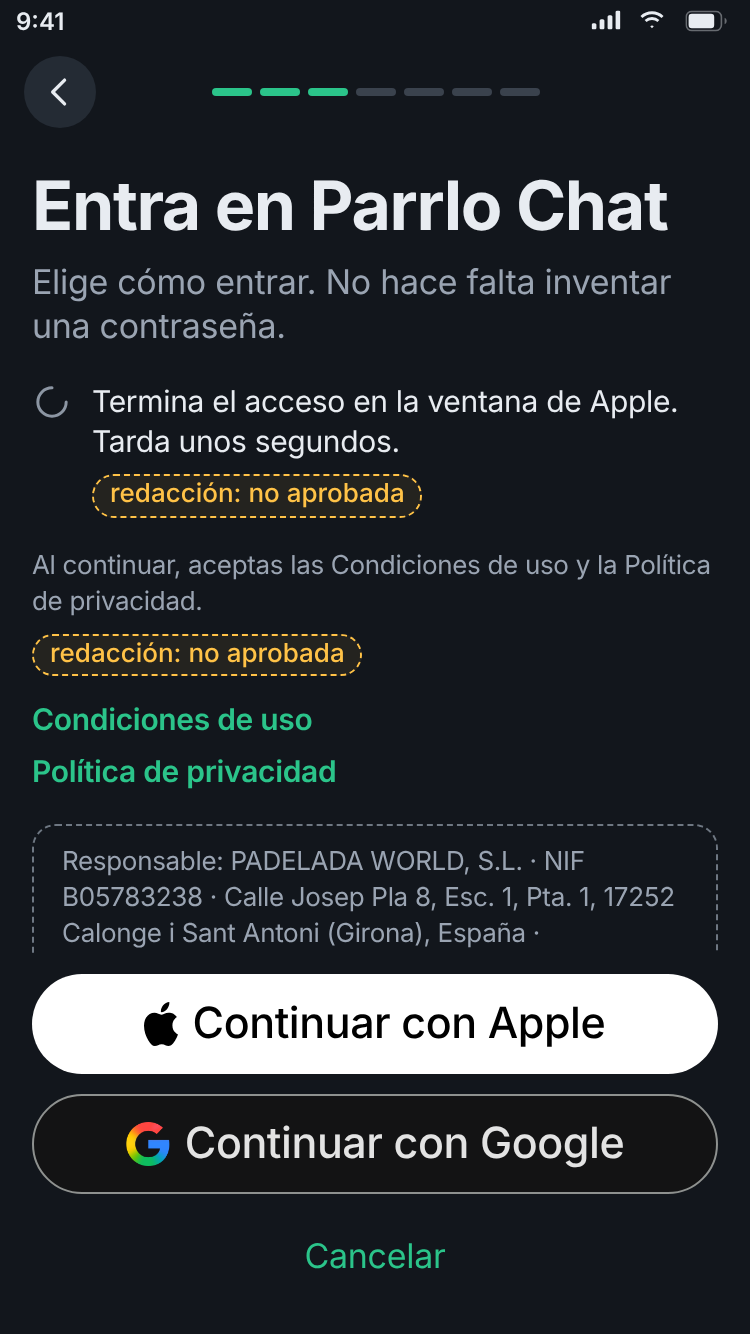 9:41
Entra en Parrlo Chat
Elige cómo entrar. No hace falta inventar
una contraseña.
Termina el acceso en la ventana de Apple.
Tarda unos segundos.
redacción: no aprobada
Al continuar, aceptas las Condiciones de uso y la Política
de privacidad.
redacción: no aprobada
Condiciones de uso
Política de privacidad
Responsable: PADELADA WORLD, S.L. · NIF
B05783238 · Calle Josep Pla 8, Esc. 1, Pta. 1, 17252
Calonge i Sant Antoni (Girona), España ·
Continuar con Apple
Continuar con Google
Cancelar